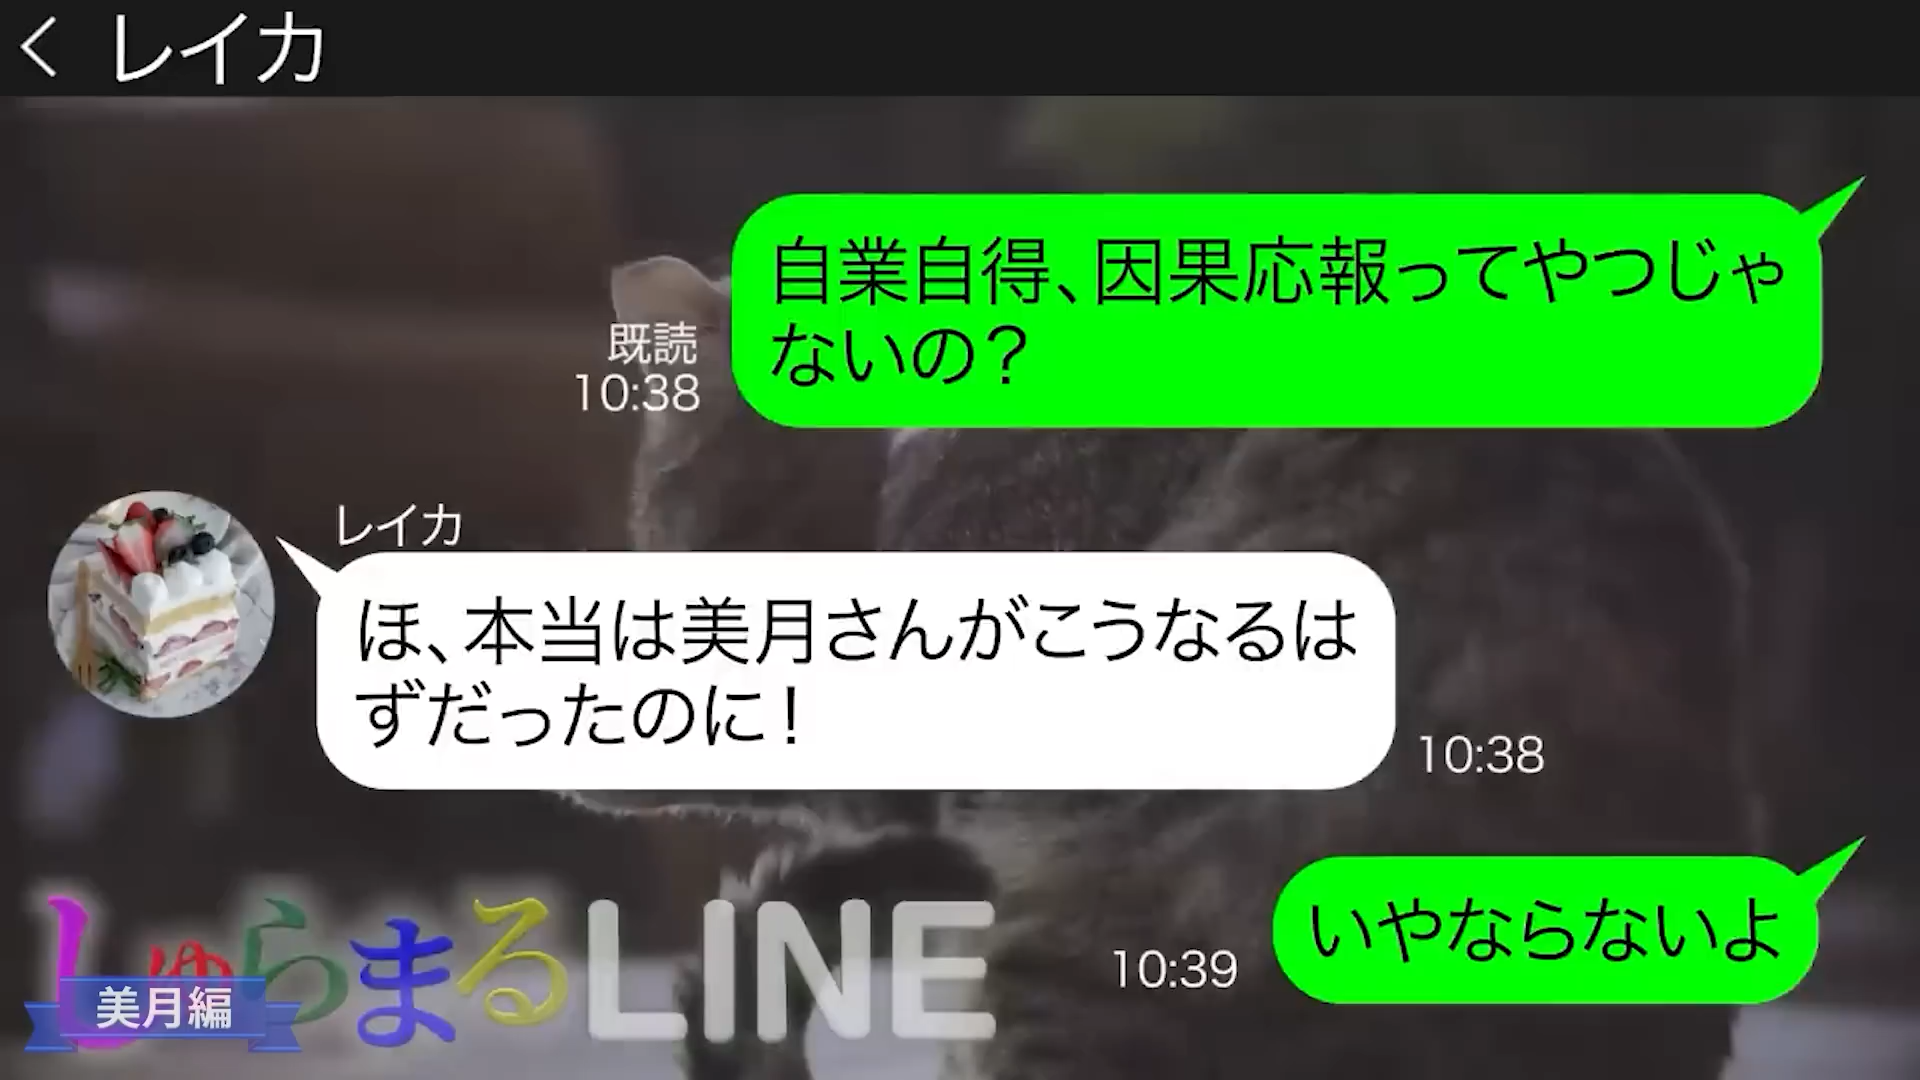 レイカ
自業自得、因果応報ってやつじゃ
ないの？
既読
10:38
レイカ
ほ、本当は美月さんがこうなるは
ずだったのに！
10:38
いやならないよ
10:39
しゅらまるLINE
美月編